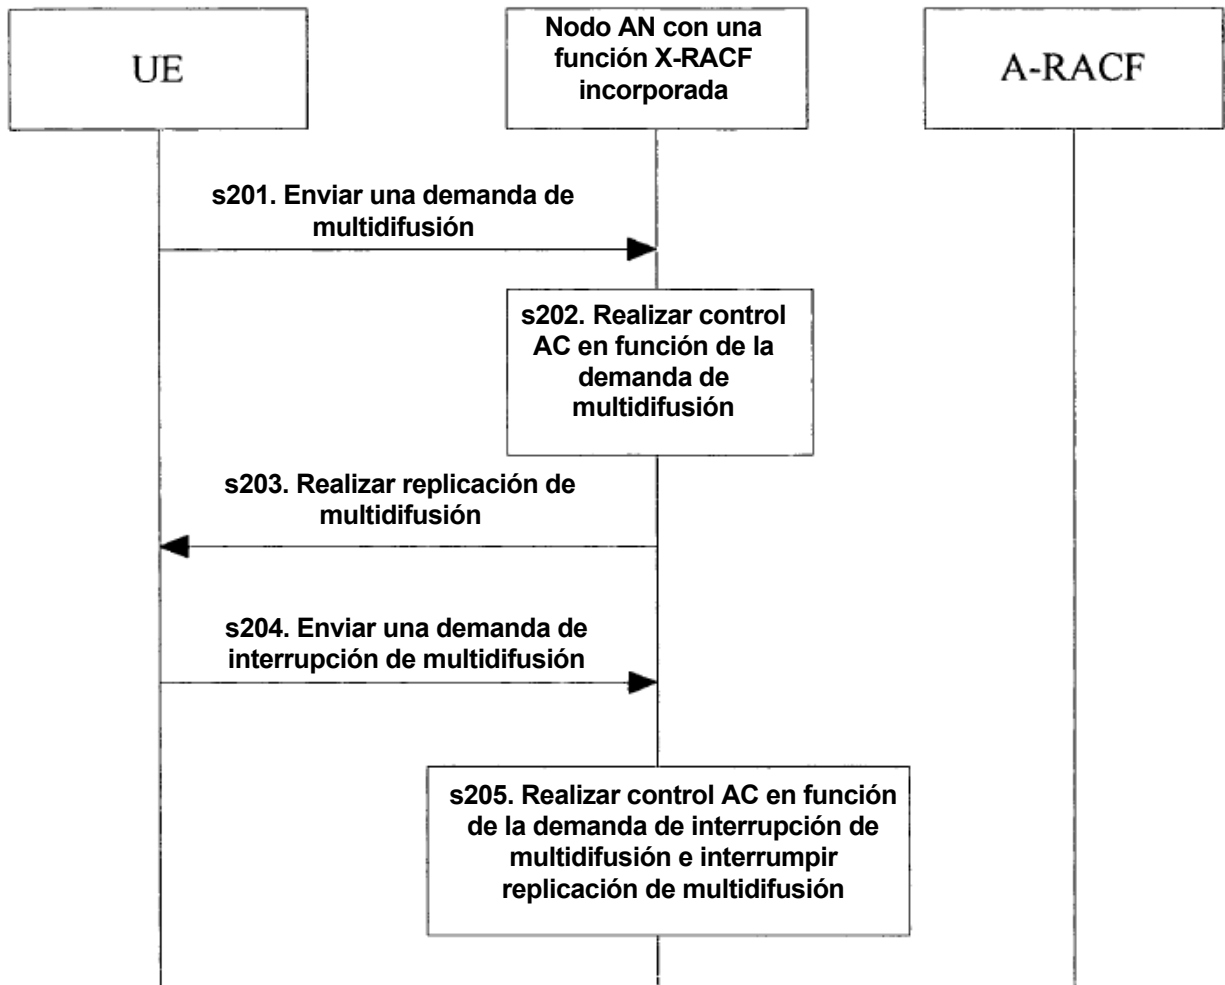 UE
Nodo AN con una
función X-RACF
incorporada
A-RACF
s201. Enviar una demanda de
multidifusión
s202. Realizar control
AC en función de la
demanda de
multidifusión
s203. Realizar replicación de
multidifusión
s204. Enviar una demanda de
interrupción de multidifusión
s205. Realizar control AC en función
de la demanda de interrupción de
multidifusión e interrumpir
replicación de multidifusión